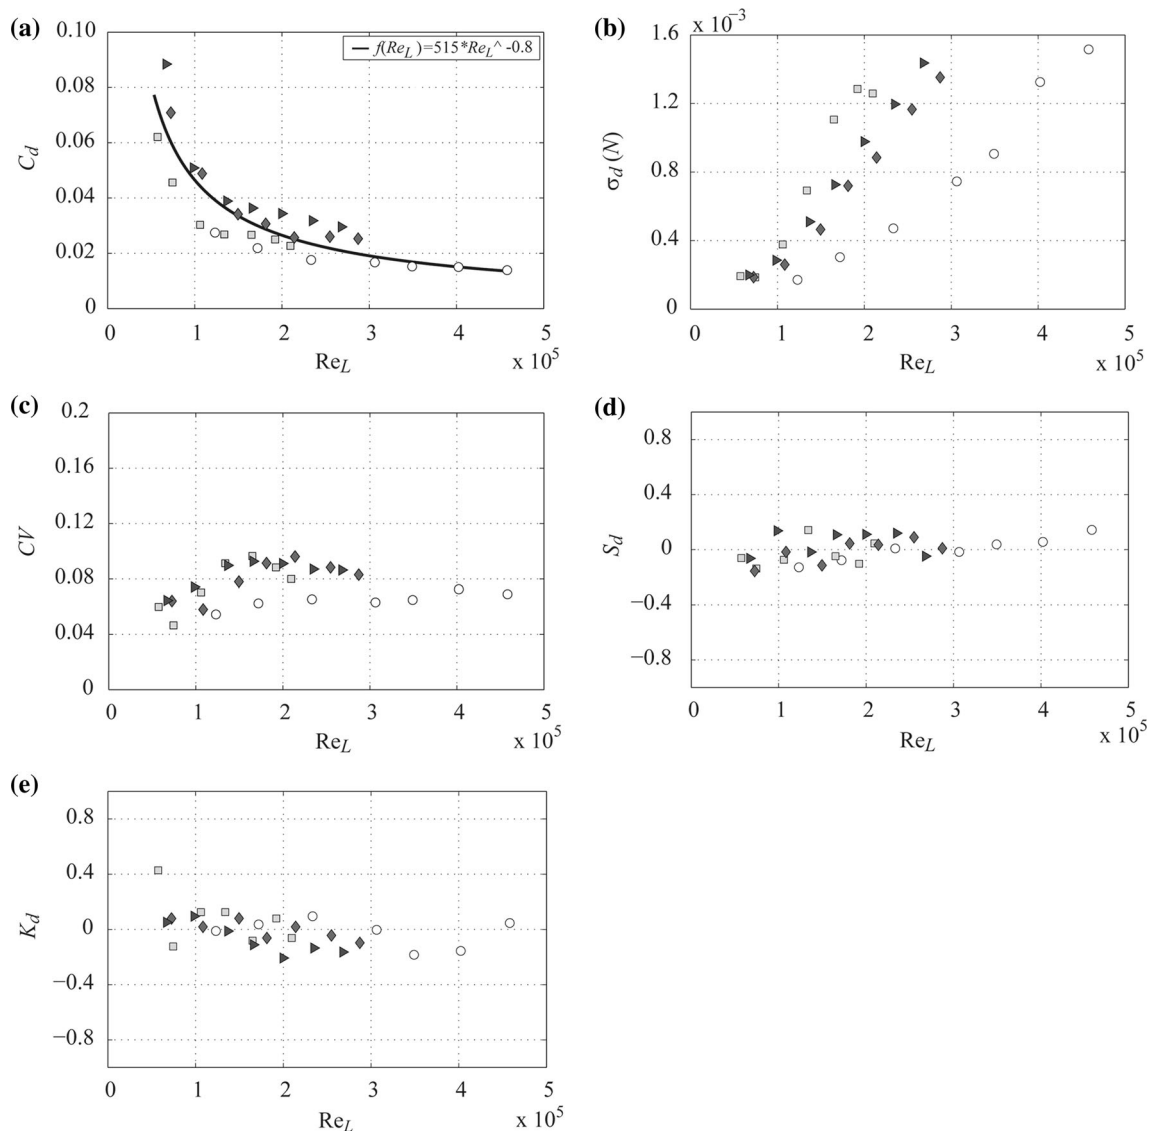 (a)
0.10
0.08
0.06
0.04
0.02
0
C_d
f(Re_L)=515*Re_L^ -0.8
0 1 2 3 4 5
Re_L
x 10^5
(b)
x 10^−3
1.6
1.2
0.8
0.4
0
σ_d (N)
0 1 2 3 4 5
Re_L
x 10^5
(c)
0.2
0.16
0.12
0.08
0.04
0
CV
0 1 2 3 4 5
Re_L
x 10^5
(d)
0.8
0.4
0
−0.4
−0.8
S_d
0 1 2 3 4 5
Re_L
x 10^5
(e)
0.8
0.4
0
−0.4
−0.8
K_d
0 1 2 3 4 5
Re_L
x 10^5